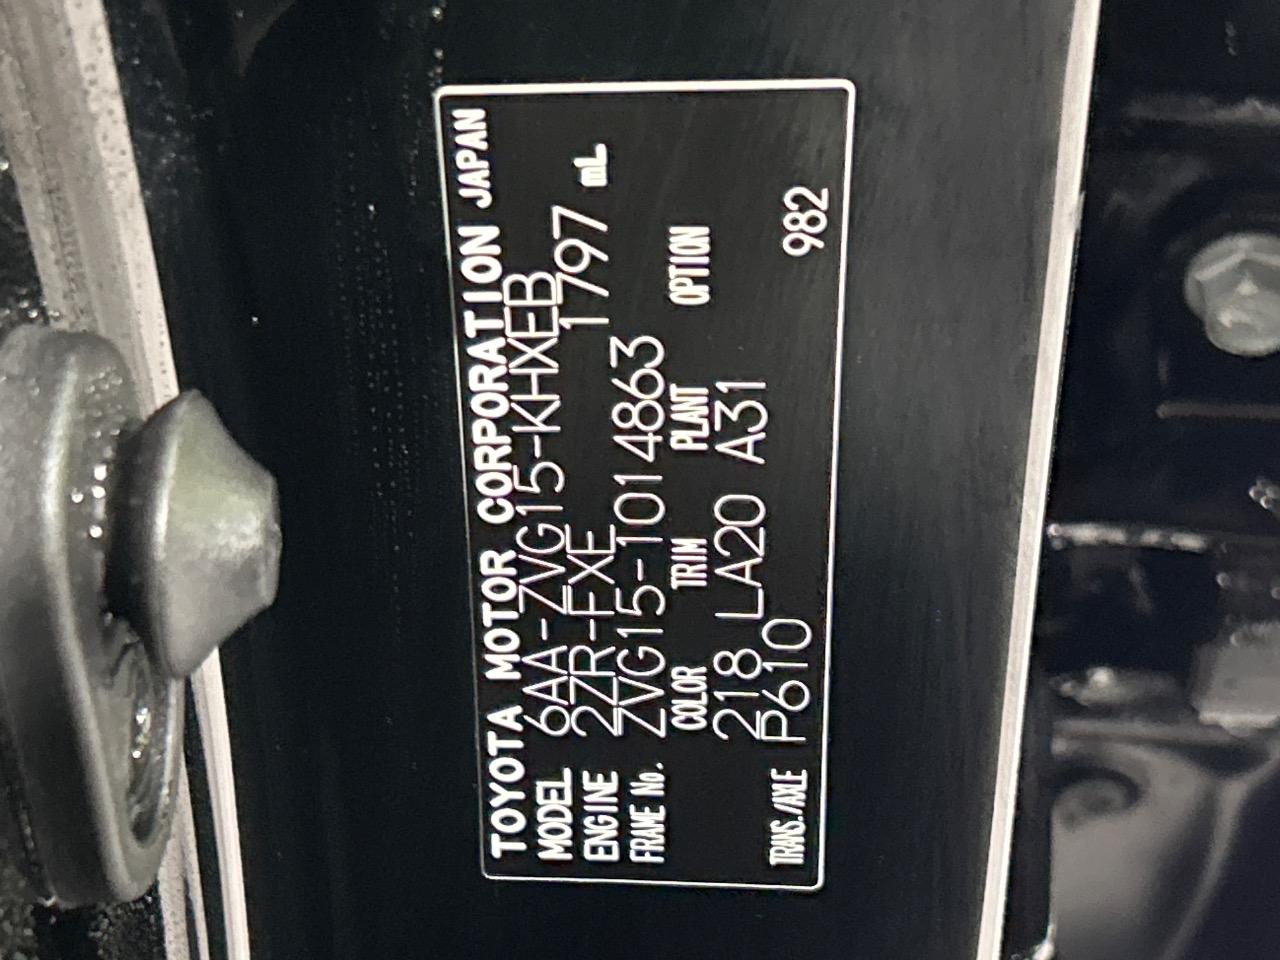 TOYOTA MOTOR CORPORATION JAPAN
MODEL 6AA-ZVG15-KHXEB
ENGINE 2ZR-FXE 1797 mL
FRAME No. ZVG15-1014863
COLOR TRIM PLANT OPTION
218 LA20 A31
TRANS./AXLE P610 982